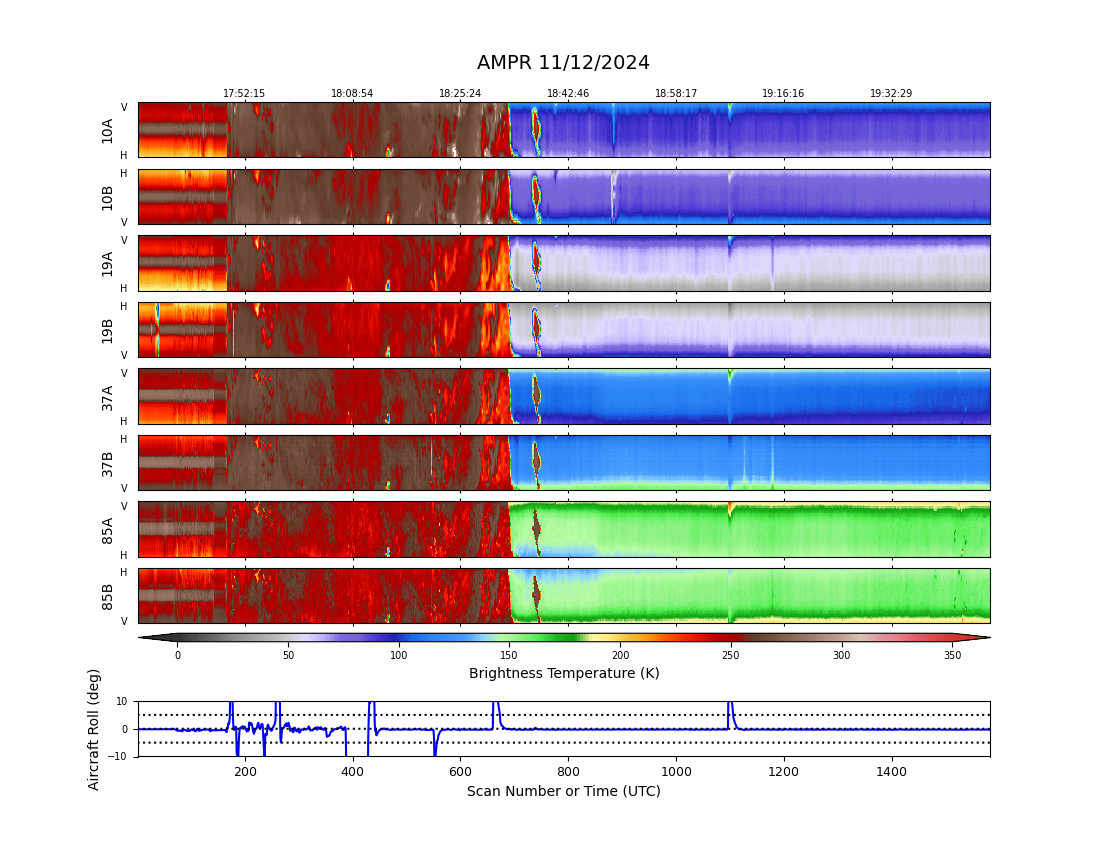 AMPR 11/12/2024
17:52:15 18:08:54 18:25:24 18:42:46 18:58:17 19:16:16 19:32:29
V
10A
H
H
10B
V
V
19A
H
H
19B
V
V
37A
H
H
37B
V
V
85A
H
H
85B
V
0 50 100 150 200 250 300 350
Brightness Temperature (K)
Aircraft Roll (deg)
10
0
−10
200 400 600 800 1000 1200 1400
Scan Number or Time (UTC)